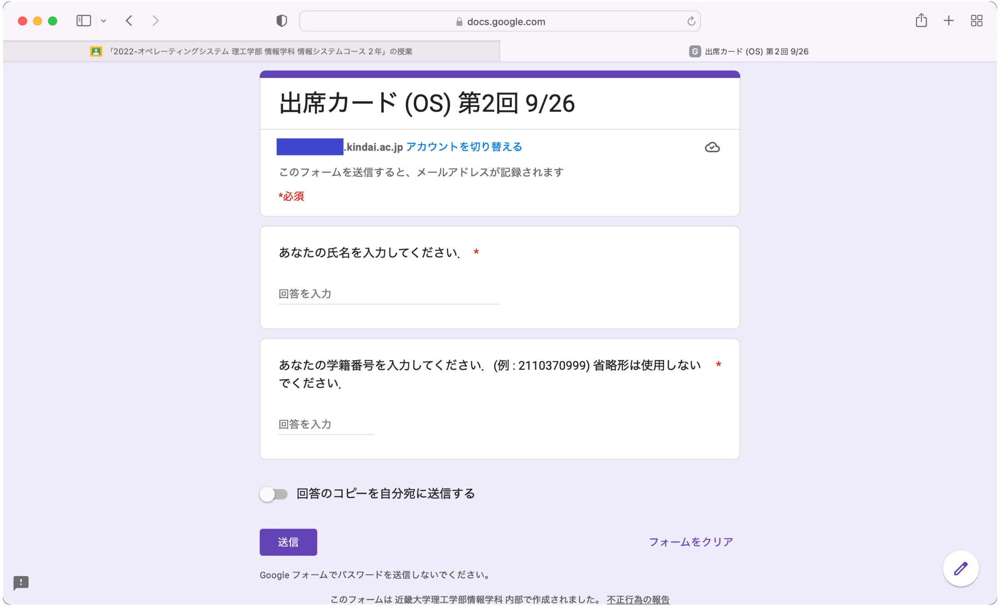 docs.google.com
「2022-オペレーティングシステム 理工学部 情報学科 情報システムコース 2年」の授業
G 出席カード (OS) 第2回 9/26
出席カード (OS) 第2回 9/26
.kindai.ac.jp アカウントを切り替える
このフォームを送信すると、メールアドレスが記録されます
*必須
あなたの氏名を入力してください． *
回答を入力
あなたの学籍番号を入力してください． (例 : 2110370999) 省略形は使用しない *
でください．
回答を入力
回答のコピーを自分宛に送信する
送信
フォームをクリア
Google フォームでパスワードを送信しないでください。
このフォームは 近畿大学理工学部情報学科 内部で作成されました。 不正行為の報告